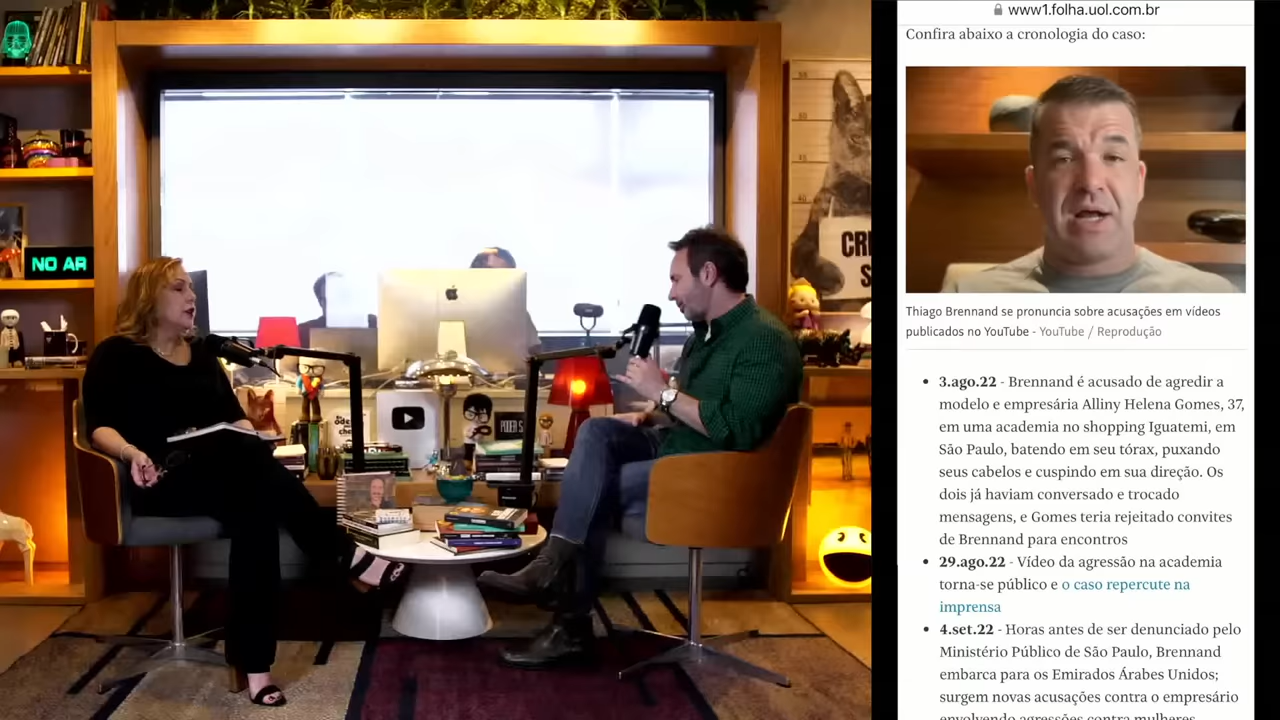 NO AR
CRI
S
PODER S
www1.folha.uol.com.br
Confira abaixo a cronologia do caso:
Thiago Brennand se pronuncia sobre acusações em vídeos
publicados no YouTube - YouTube / Reprodução
• 3.ago.22 - Brennand é acusado de agredir a
modelo e empresária Alliny Helena Gomes, 37,
em uma academia no shopping Iguatemi, em
São Paulo, batendo em seu tórax, puxando
seus cabelos e cuspindo em sua direção. Os
dois já haviam conversado e trocado
mensagens, e Gomes teria rejeitado convites
de Brennand para encontros
• 29.ago.22 - Vídeo da agressão na academia
torna-se público e o caso repercute na
imprensa
• 4.set.22 - Horas antes de ser denunciado pelo
Ministério Público de São Paulo, Brennand
embarca para os Emirados Árabes Unidos;
surgem novas acusações contra o empresário
envolvendo agressões contra mulheres